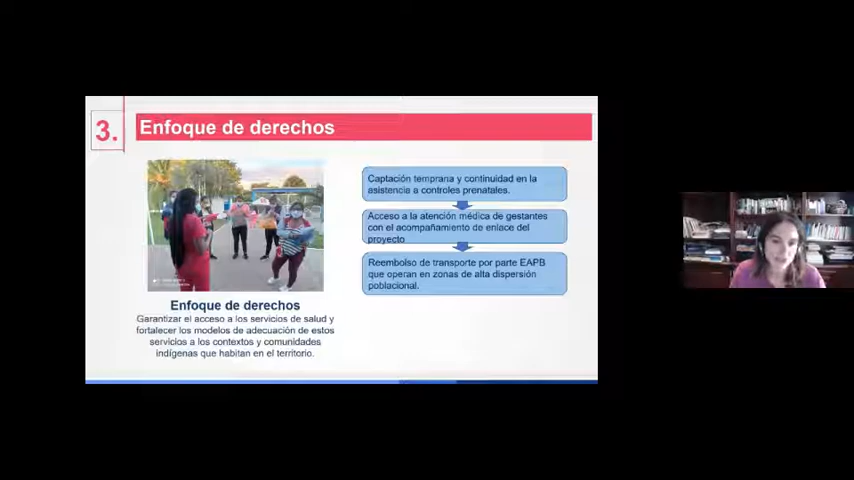 3.
Enfoque de derechos
Captación temprana y continuidad en la
asistencia a controles prenatales.
Acceso a la atención médica de gestantes
con el acompañamiento de enlace del
proyecto
Reembolso de transporte por parte EAPB
que operan en zonas de alta dispersión
poblacional.
Enfoque de derechos
Garantizar el acceso a los servicios de salud y
fortalecer los modelos de adecuación de estos
servicios a los contextos y comunidades
indígenas que habitan en el territorio.